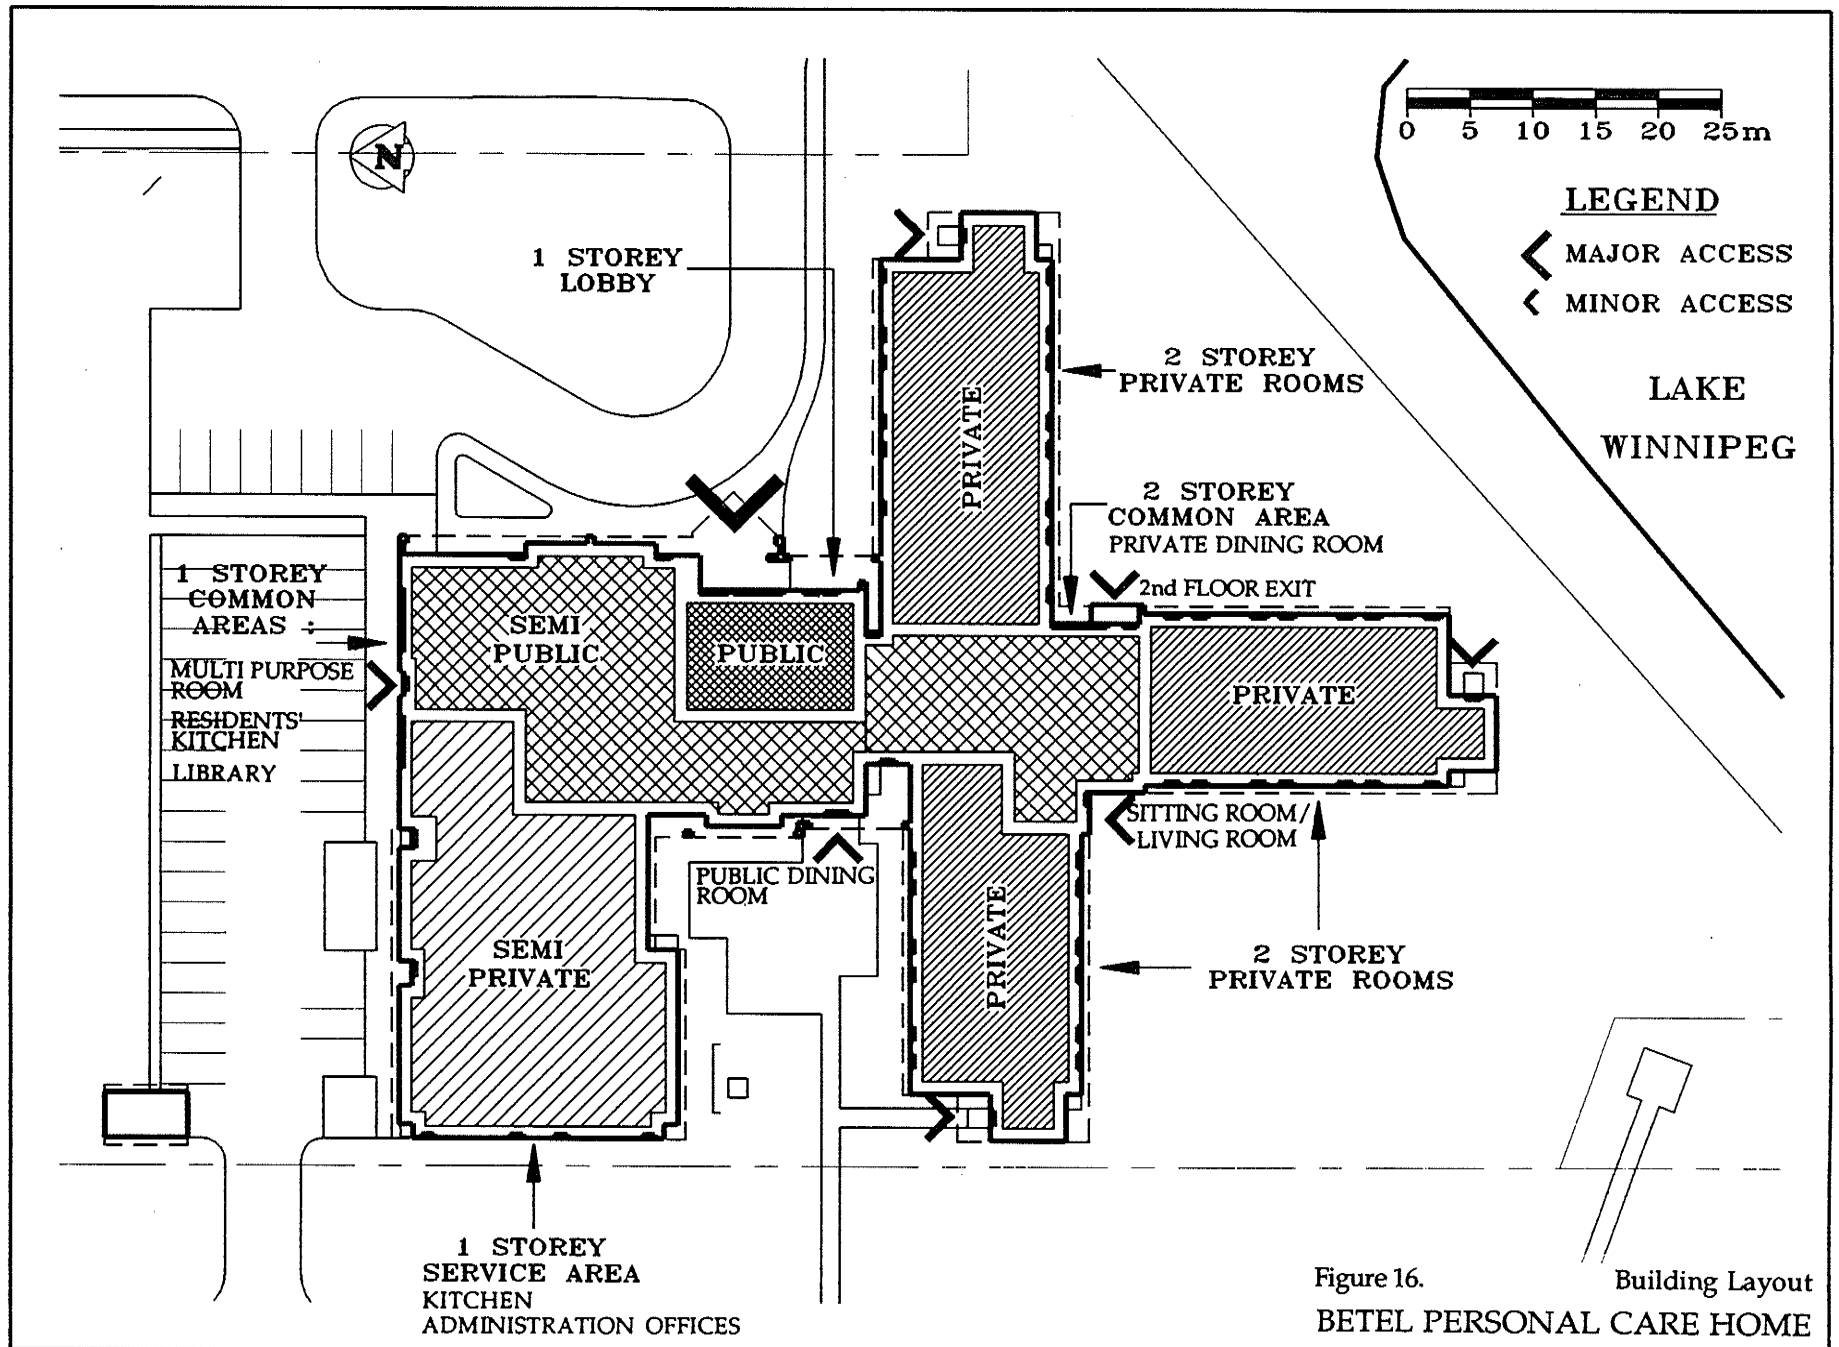 N
0 5 10 15 20 25m
LEGEND
MAJOR ACCESS
MINOR ACCESS
LAKE
WINNIPEG
1 STOREY
LOBBY
2 STOREY
PRIVATE ROOMS
PRIVATE
2 STOREY
COMMON AREA
PRIVATE DINING ROOM
2nd FLOOR EXIT
1 STOREY
COMMON
AREAS :
MULTI PURPOSE
ROOM
RESIDENTS'
KITCHEN
LIBRARY
SEMI
PUBLIC
PUBLIC
PRIVATE
SITTING ROOM/
LIVING ROOM
PUBLIC DINING
ROOM
SEMI
PRIVATE
PRIVATE
2 STOREY
PRIVATE ROOMS
1 STOREY
SERVICE AREA
KITCHEN
ADMINISTRATION OFFICES
Figure 16. Building Layout
BETEL PERSONAL CARE HOME